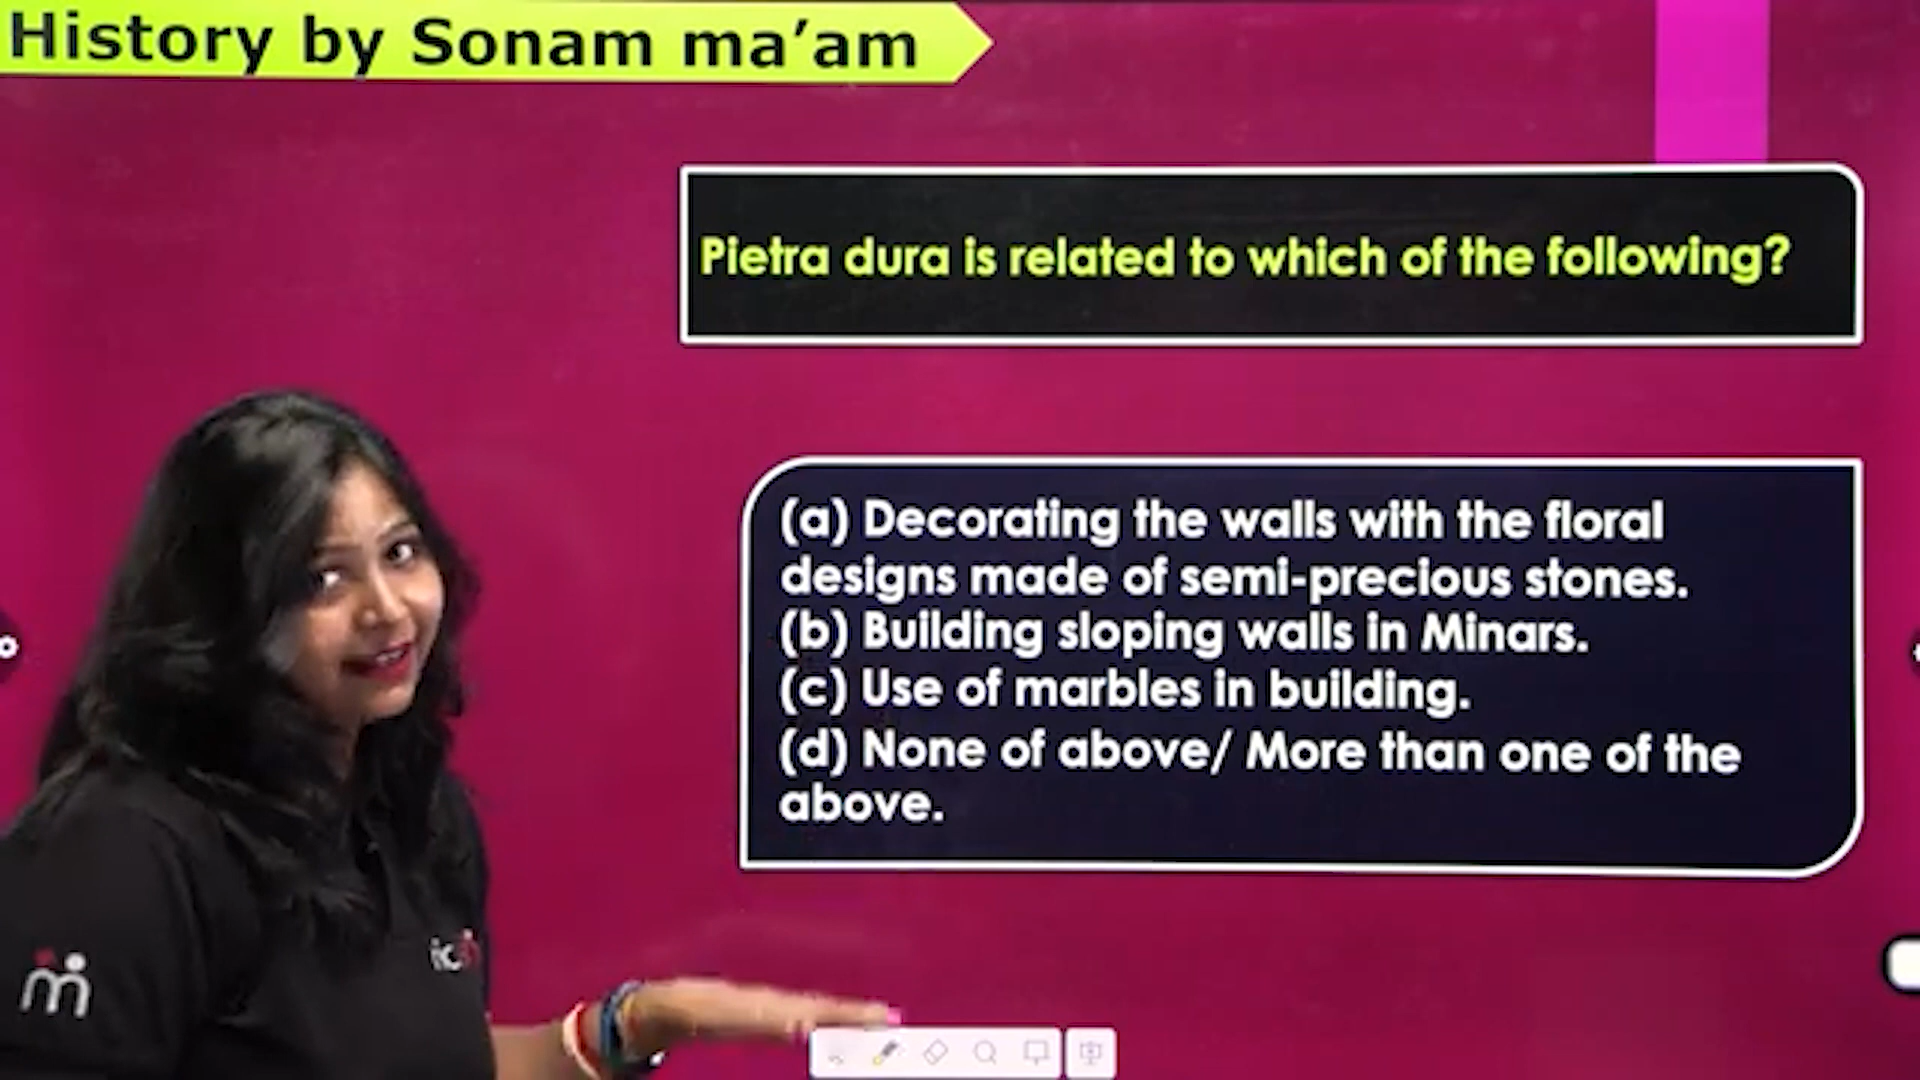 History by Sonam ma’am
Pietra dura is related to which of the following?
(a) Decorating the walls with the floral
designs made of semi-precious stones.
(b) Building sloping walls in Minars.
(c) Use of marbles in building.
(d) None of above/ More than one of the
above.